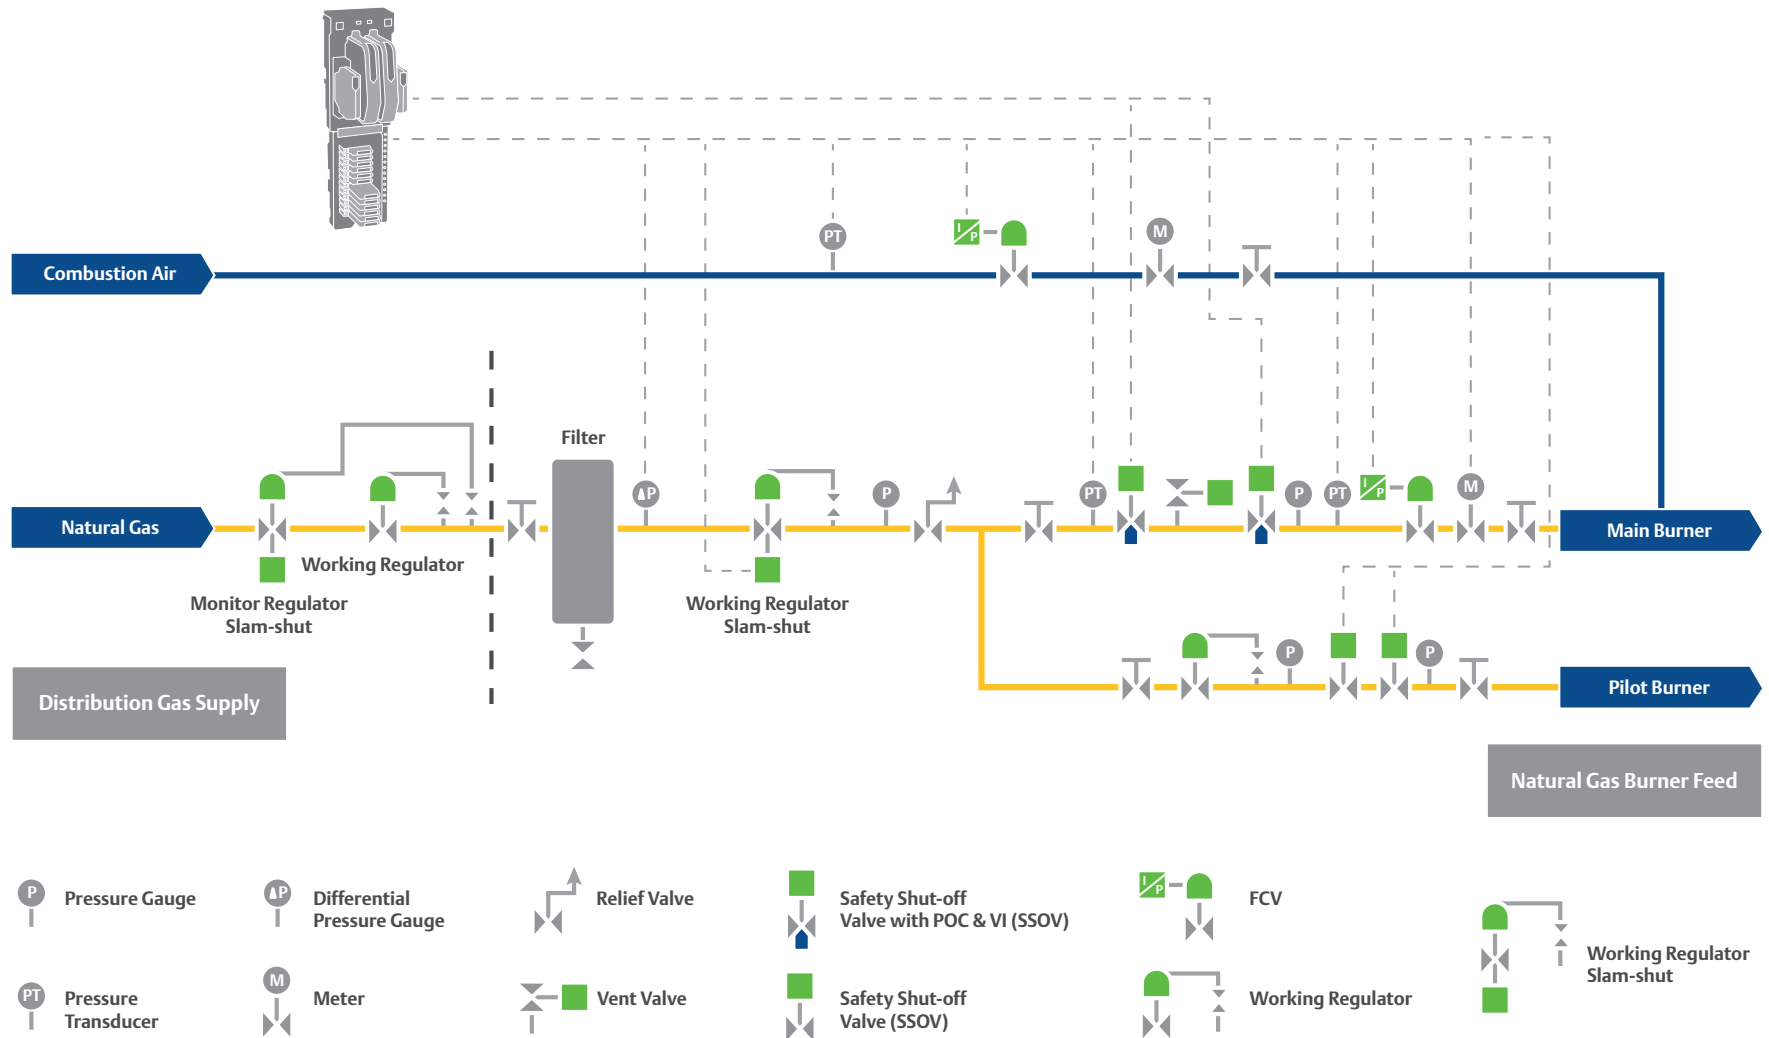 PT
I/P
M
Combustion Air
Filter
ΔP
P
PT
P
PT
I/P
M
Natural Gas
Main Burner
Working Regulator
Monitor Regulator
Slam-shut
Working Regulator
Slam-shut
P
P
Pilot Burner
Distribution Gas Supply
Natural Gas Burner Feed
P
Pressure Gauge
ΔP
Differential
Pressure Gauge
Relief Valve
Safety Shut-off
Valve with POC & VI (SSOV)
I/P
FCV
Working Regulator
Slam-shut
PT
Pressure
Transducer
M
Meter
Vent Valve
Safety Shut-off
Valve (SSOV)
Working Regulator